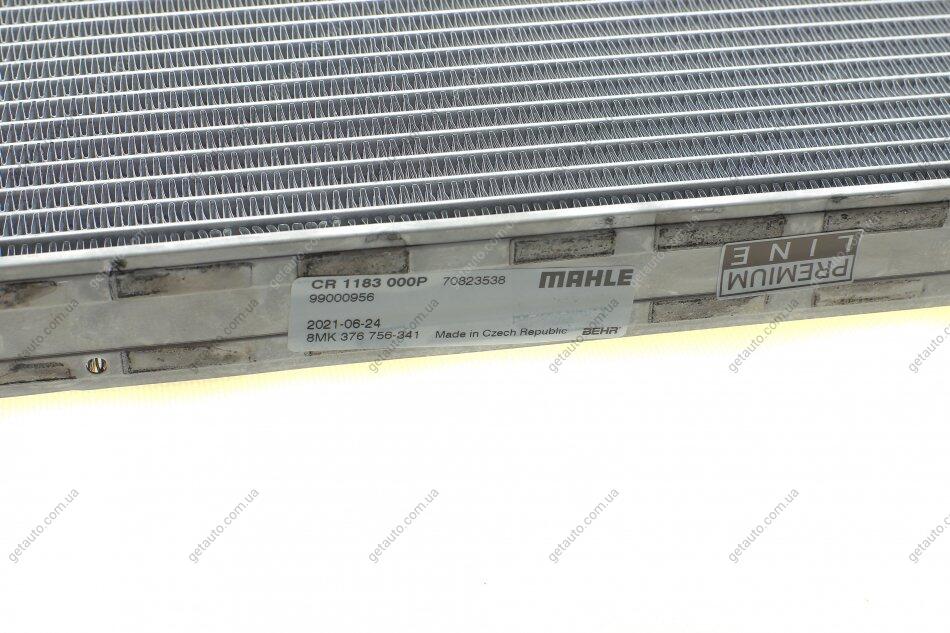 CR 1183 000P 70823538 MAHLE
99000956
2021-06-24
8MK 376 756-341 Made in Czech Republic BEHR
PREMIUM
LINE
getauto.com.ua